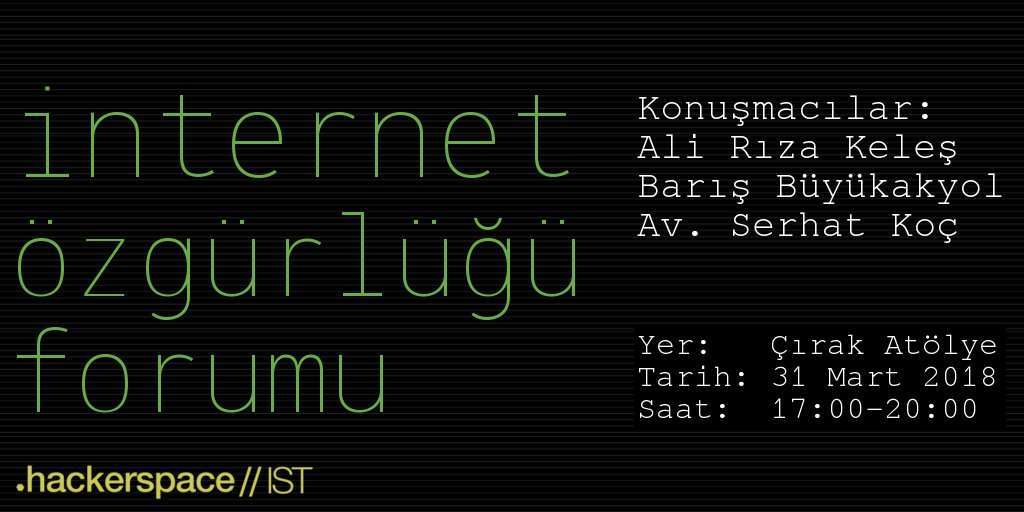 internet
özgürlüğü
forumu
Konuşmacılar:
Ali Rıza Keleş
Barış Büyükakyol
Av. Serhat Koç
Yer: Çırak Atölye
Tarih: 31 Mart 2018
Saat: 17:00-20:00
.hackerspace//IST